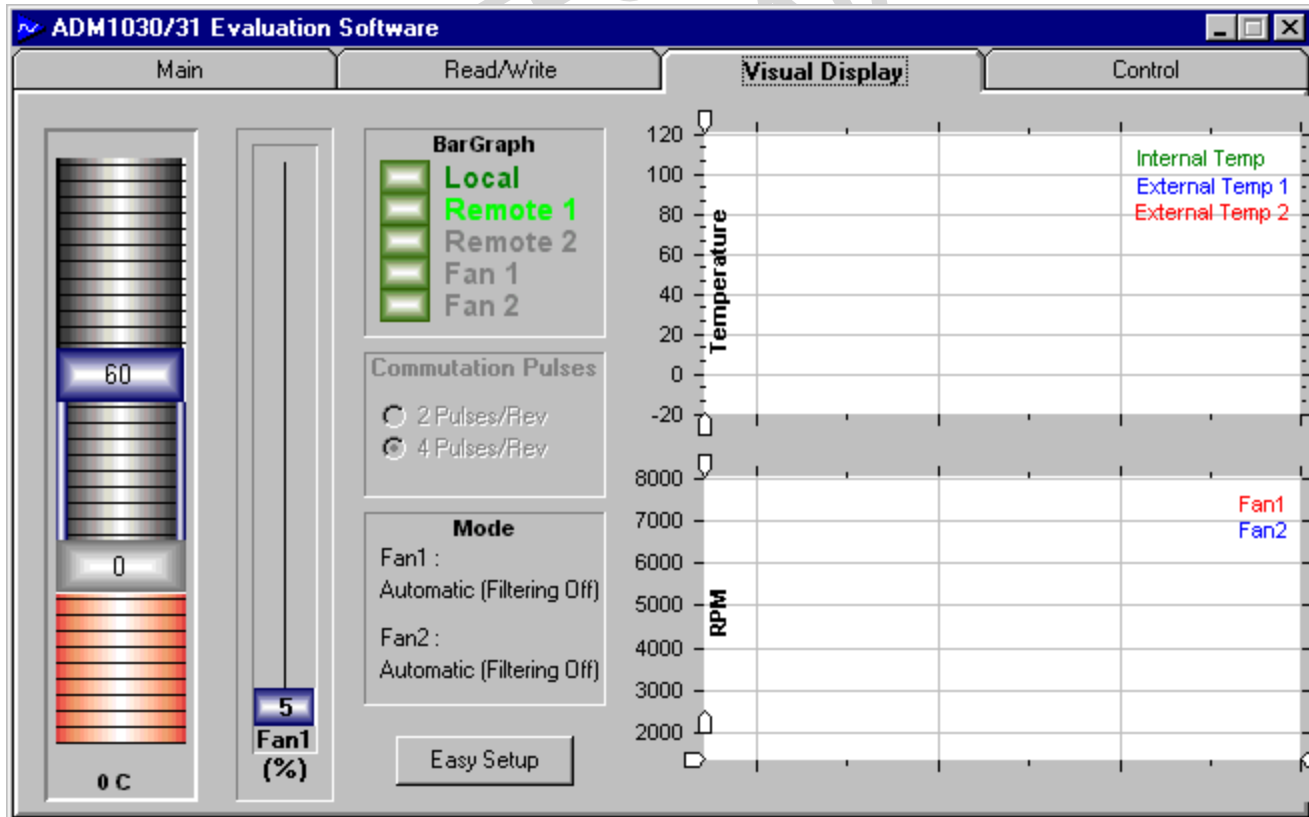 ADM1030/31 Evaluation Software
Main
Read/Write
Visual Display
Control
60
0
0 C
5
Fan1
(%)
BarGraph
Local
Remote 1
Remote 2
Fan 1
Fan 2
Commutation Pulses
2 Pulses/Rev
4 Pulses/Rev
Mode
Fan1 :
Automatic (Filtering Off)
Fan2 :
Automatic (Filtering Off)
Easy Setup
120
100
80
60
40
20
0
-20
Temperature
Internal Temp
External Temp 1
External Temp 2
8000
7000
6000
5000
4000
3000
2000
RPM
Fan1
Fan2